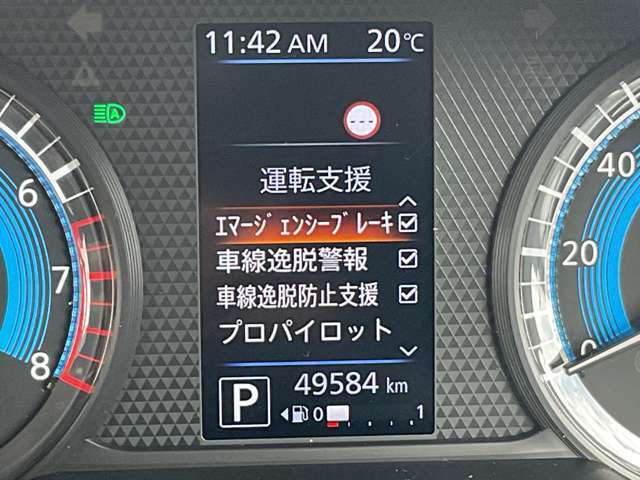 11:42 AM 20℃
A
---
運転支援
ｴﾏｰｼﾞｪﾝｼｰﾌﾞﾚｰｷ
車線逸脱警報
車線逸脱防止支援
プロパイロット
P
49584 km
0 1
6
7
8
40
20
0